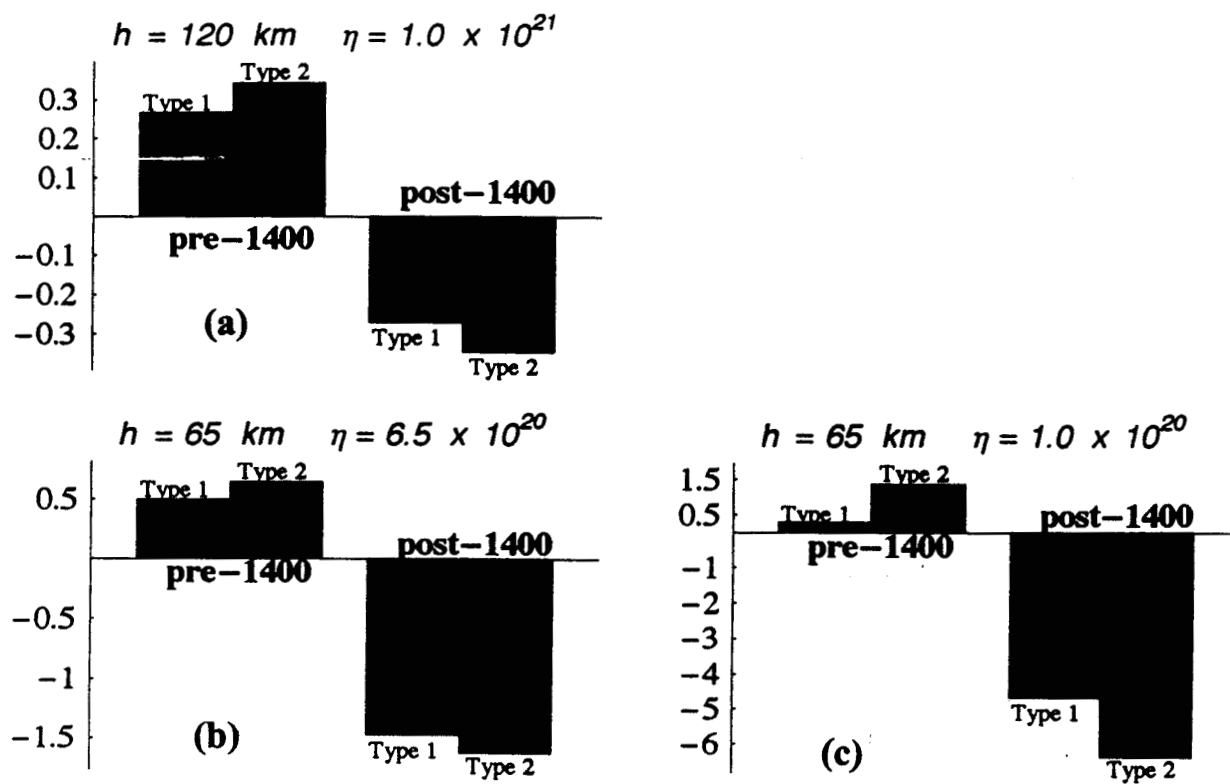 h = 120 km η = 1.0 x 10^21
Type 2
Type 1
0.3
0.2
0.1
post–1400
pre–1400
−0.1
−0.2
−0.3
(a)
Type 1
Type 2
h = 65 km η = 6.5 x 10^20
Type 2
Type 1
0.5
post–1400
pre–1400
−0.5
−1
−1.5
(b)
Type 1
Type 2
h = 65 km η = 1.0 x 10^20
1.5
Type 2
Type 1
0.5
post–1400
pre–1400
−1
−2
−3
−4
−5
−6
Type 1
(c)
Type 2